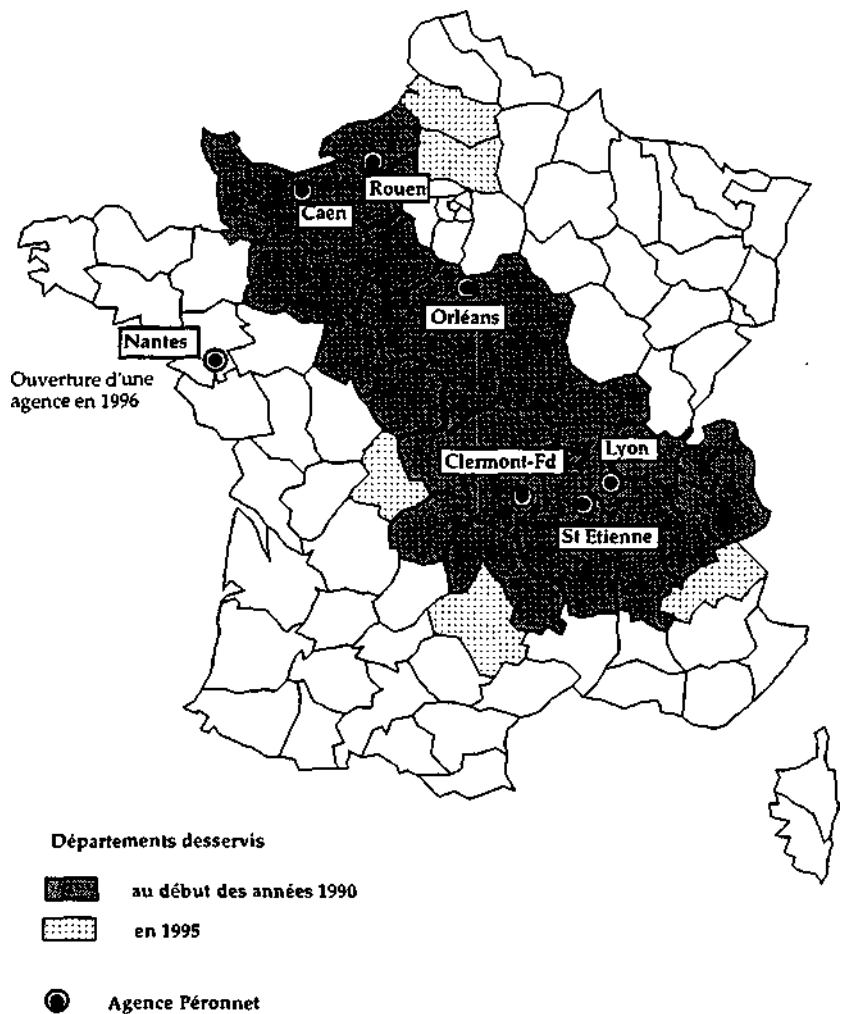 Rouen
Caen
Orléans
Nantes
Ouverture d'une
agence en 1996
Lyon
Clermont-Fd
St Etienne
Départements desservis
au début des années 1990
en 1995
Agence Péronnet